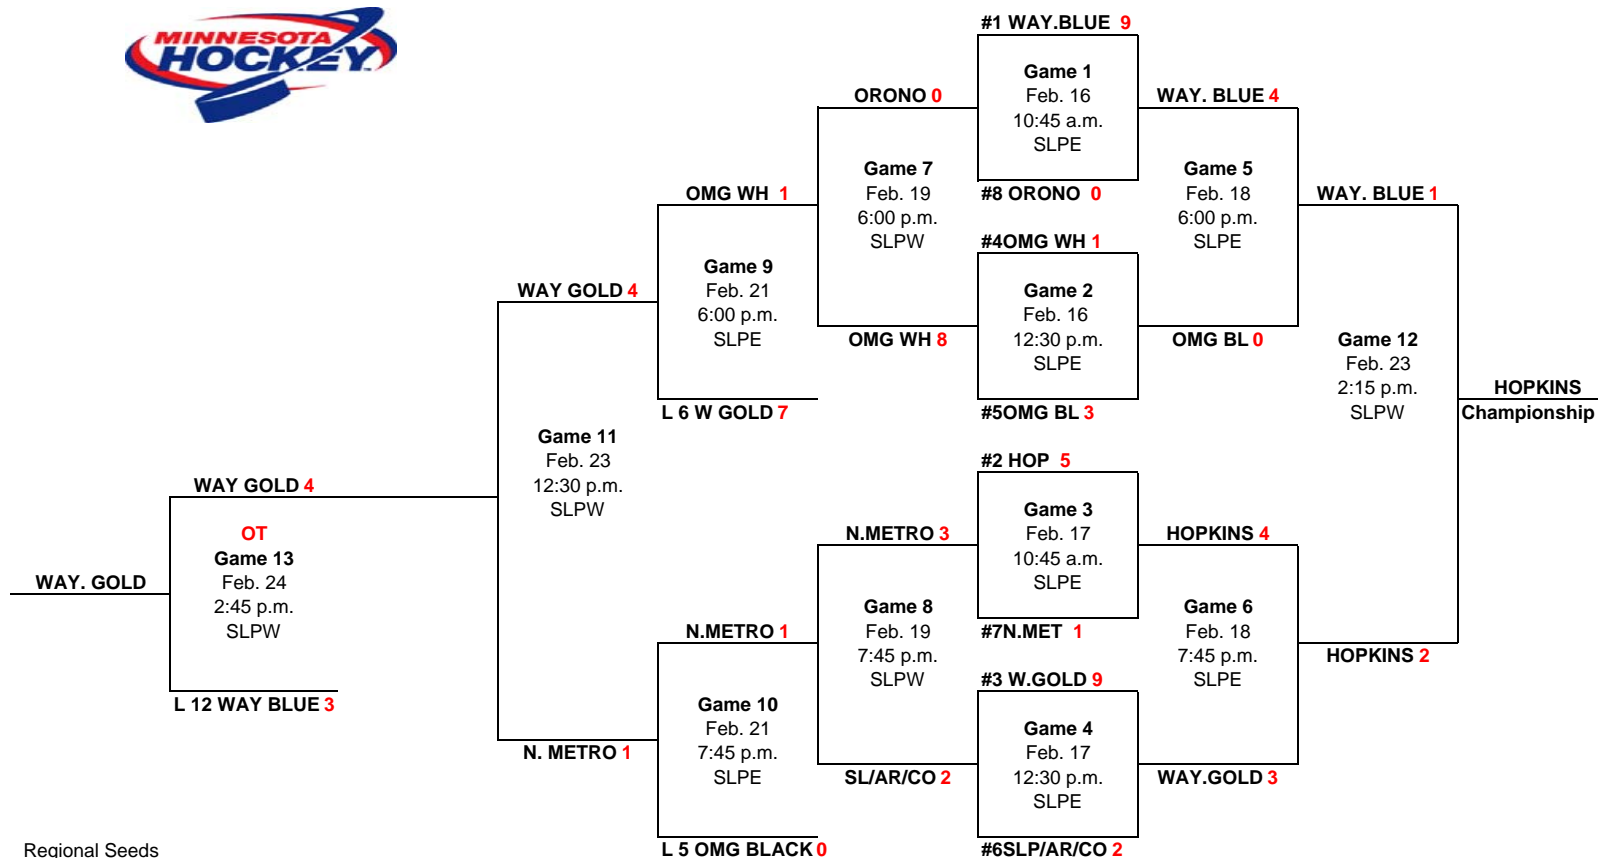 MINNESOTA
HOCKEY
#1 WAY.BLUE 9
Game 1
Feb. 16
10:45 a.m.
SLPE
#8 ORONO 0
ORONO 0
WAY. BLUE 4
Game 7
Feb. 19
6:00 p.m.
SLPW
Game 5
Feb. 18
6:00 p.m.
SLPE
OMG WH 1
WAY. BLUE 1
#4OMG WH 1
Game 2
Feb. 16
12:30 p.m.
SLPE
#5OMG BL 3
Game 9
Feb. 21
6:00 p.m.
SLPE
WAY GOLD 4
OMG WH 8
OMG BL 0
Game 12
Feb. 23
2:15 p.m.
SLPW
HOPKINS
Championship
L 6 W GOLD 7
Game 11
Feb. 23
12:30 p.m.
SLPW
#2 HOP 5
Game 3
Feb. 17
10:45 a.m.
SLPE
#7N.MET 1
WAY GOLD 4
OT
Game 13
Feb. 24
2:45 p.m.
SLPW
WAY. GOLD
N.METRO 3
HOPKINS 4
Game 8
Feb. 19
7:45 p.m.
SLPW
Game 6
Feb. 18
7:45 p.m.
SLPE
N.METRO 1
HOPKINS 2
L 12 WAY BLUE 3
#3 W.GOLD 9
Game 4
Feb. 17
12:30 p.m.
SLPE
#6SLP/AR/CO 2
Game 10
Feb. 21
7:45 p.m.
SLPE
N. METRO 1
SL/AR/CO 2
WAY.GOLD 3
L 5 OMG BLACK 0
Regional Seeds